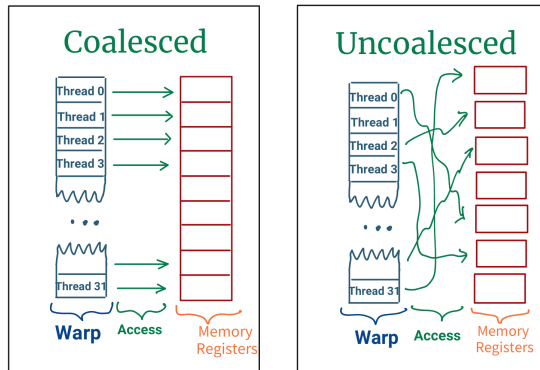 Coalesced
Thread 0
Thread 1
Thread 2
Thread 3
...
Thread 31
Warp
Access
Memory
Registers
Uncoalesced
Thread 0
Thread 1
Thread 2
Thread 3
...
Thread 31
Warp
Access
Memory
Registers